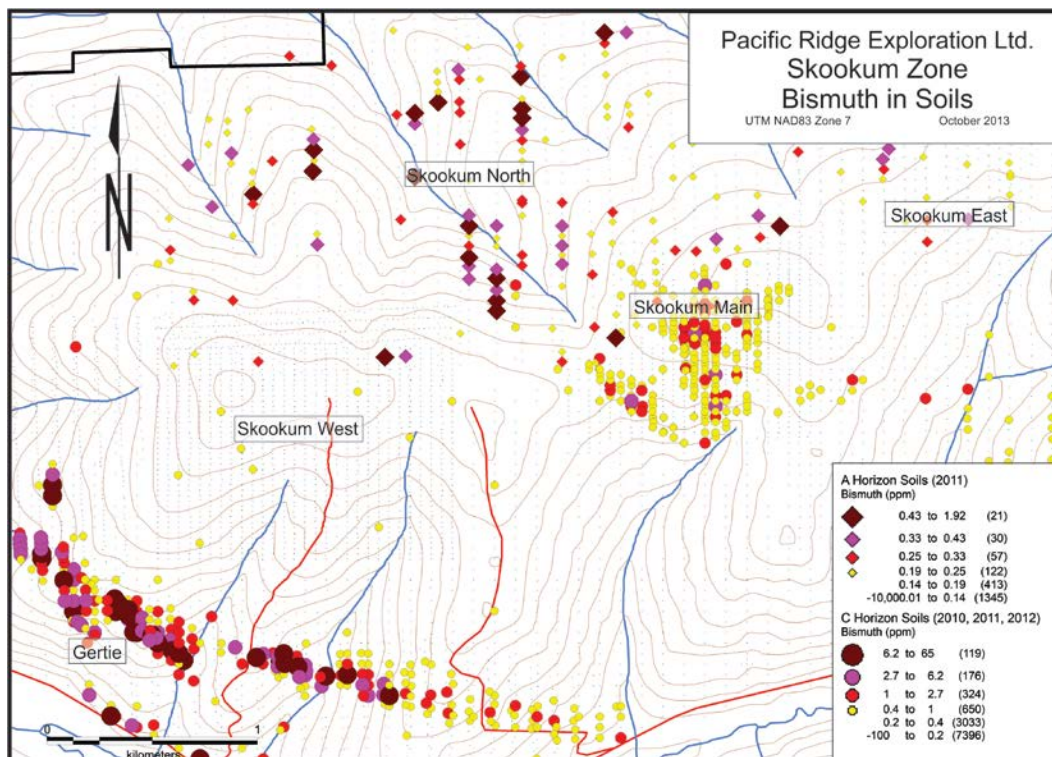 Pacific Ridge Exploration Ltd.
Skookum Zone
Bismuth in Soils
UTM NAD83 Zone 7 October 2013
N
Skookum North
Skookum East
Skookum Main
Skookum West
Gertie
0 1
kilometers
A Horizon Soils (2011)
Bismuth (ppm)
0.43 to 1.92 (21)
0.33 to 0.43 (30)
0.25 to 0.33 (57)
0.19 to 0.25 (122)
0.14 to 0.19 (413)
-10,000.01 to 0.14 (1345)
C Horizon Soils (2010, 2011, 2012)
Bismuth (ppm)
6.2 to 65 (119)
2.7 to 6.2 (176)
1 to 2.7 (324)
0.4 to 1 (650)
0.2 to 0.4 (3033)
-100 to 0.2 (7396)